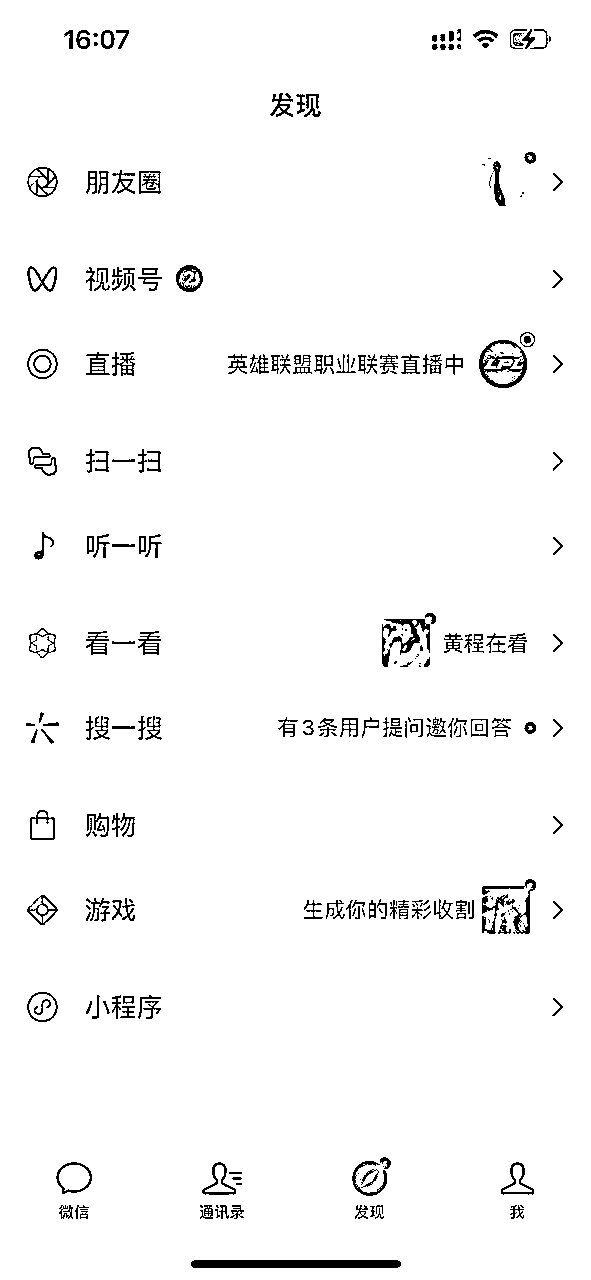 16:07
发现
朋友圈
视频号
直播 英雄联盟职业联赛直播中
扫一扫
听一听
看一看 黄程在看
搜一搜 有3条用户提问邀你回答
购物
游戏 生成你的精彩收割
小程序
微信 通讯录 发现 我